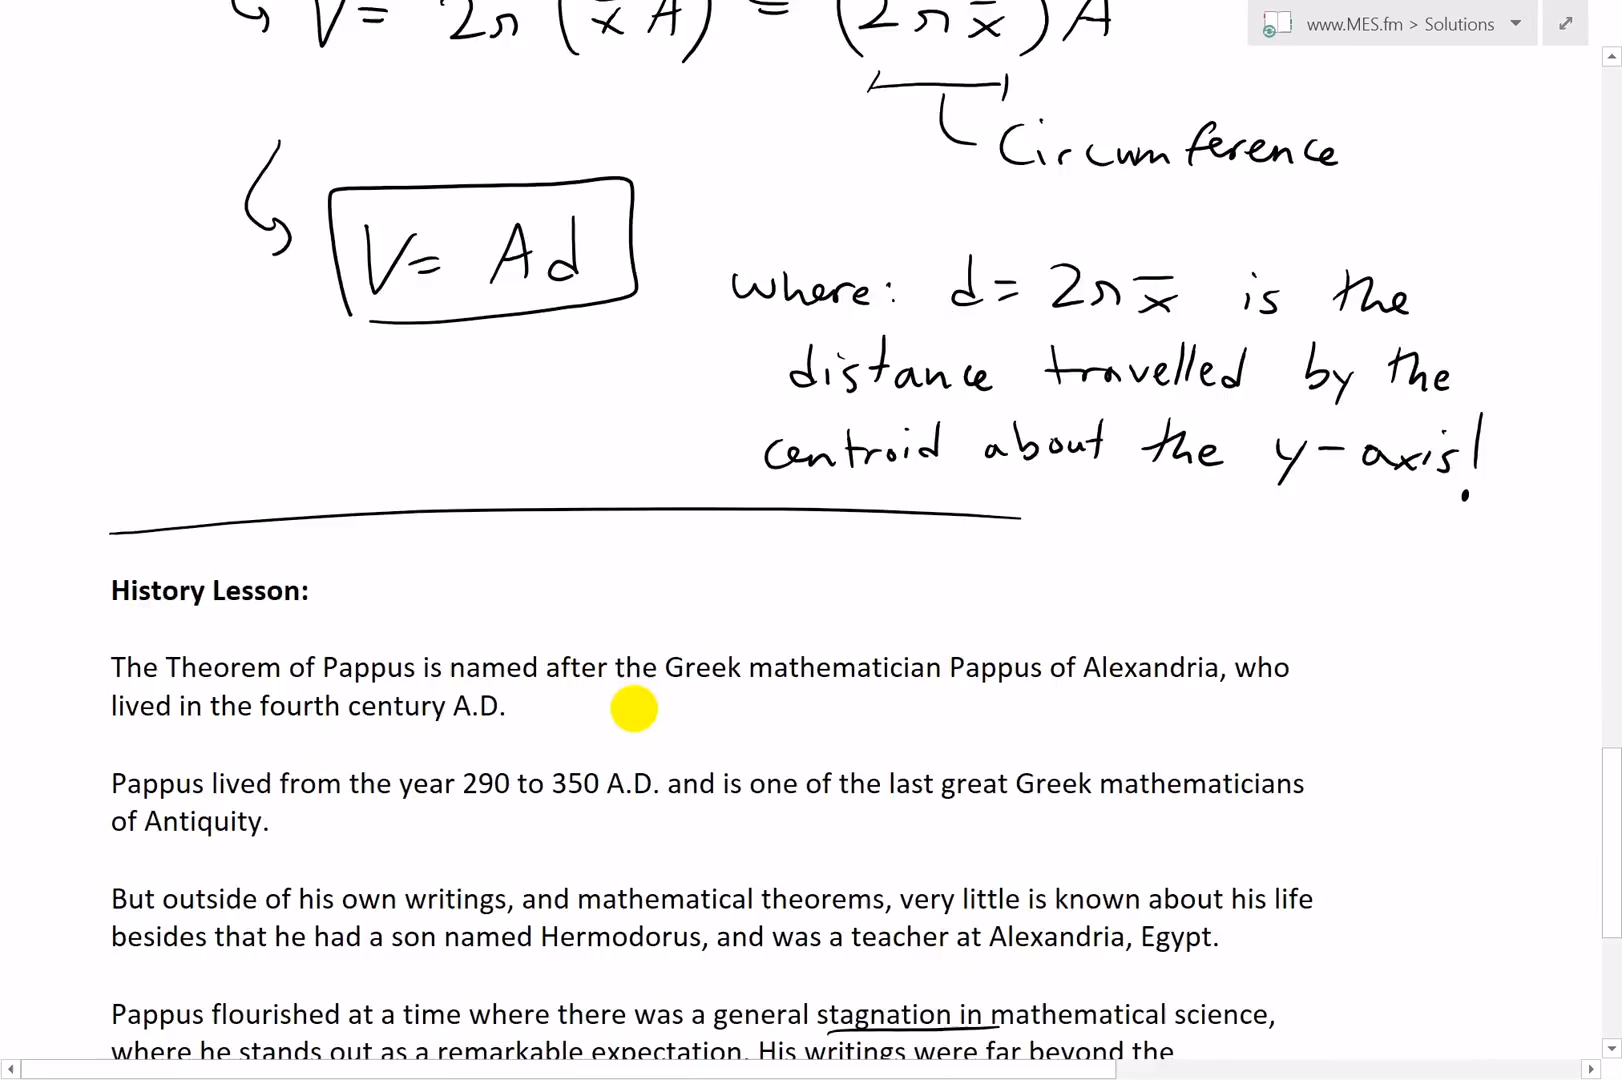 V = 2π (x̄ A) = (2π x̄) A
www.MES.fm > Solutions
Circumference
V = Ad
where: d = 2π x̄ is the
distance travelled by the
centroid about the y-axis!
History Lesson:
The Theorem of Pappus is named after the Greek mathematician Pappus of Alexandria, who
lived in the fourth century A.D.
Pappus lived from the year 290 to 350 A.D. and is one of the last great Greek mathematicians
of Antiquity.
But outside of his own writings, and mathematical theorems, very little is known about his life
besides that he had a son named Hermodorus, and was a teacher at Alexandria, Egypt.
Pappus flourished at a time where there was a general stagnation in mathematical science,
where he stands out as a remarkable expectation. His writings were far beyond the